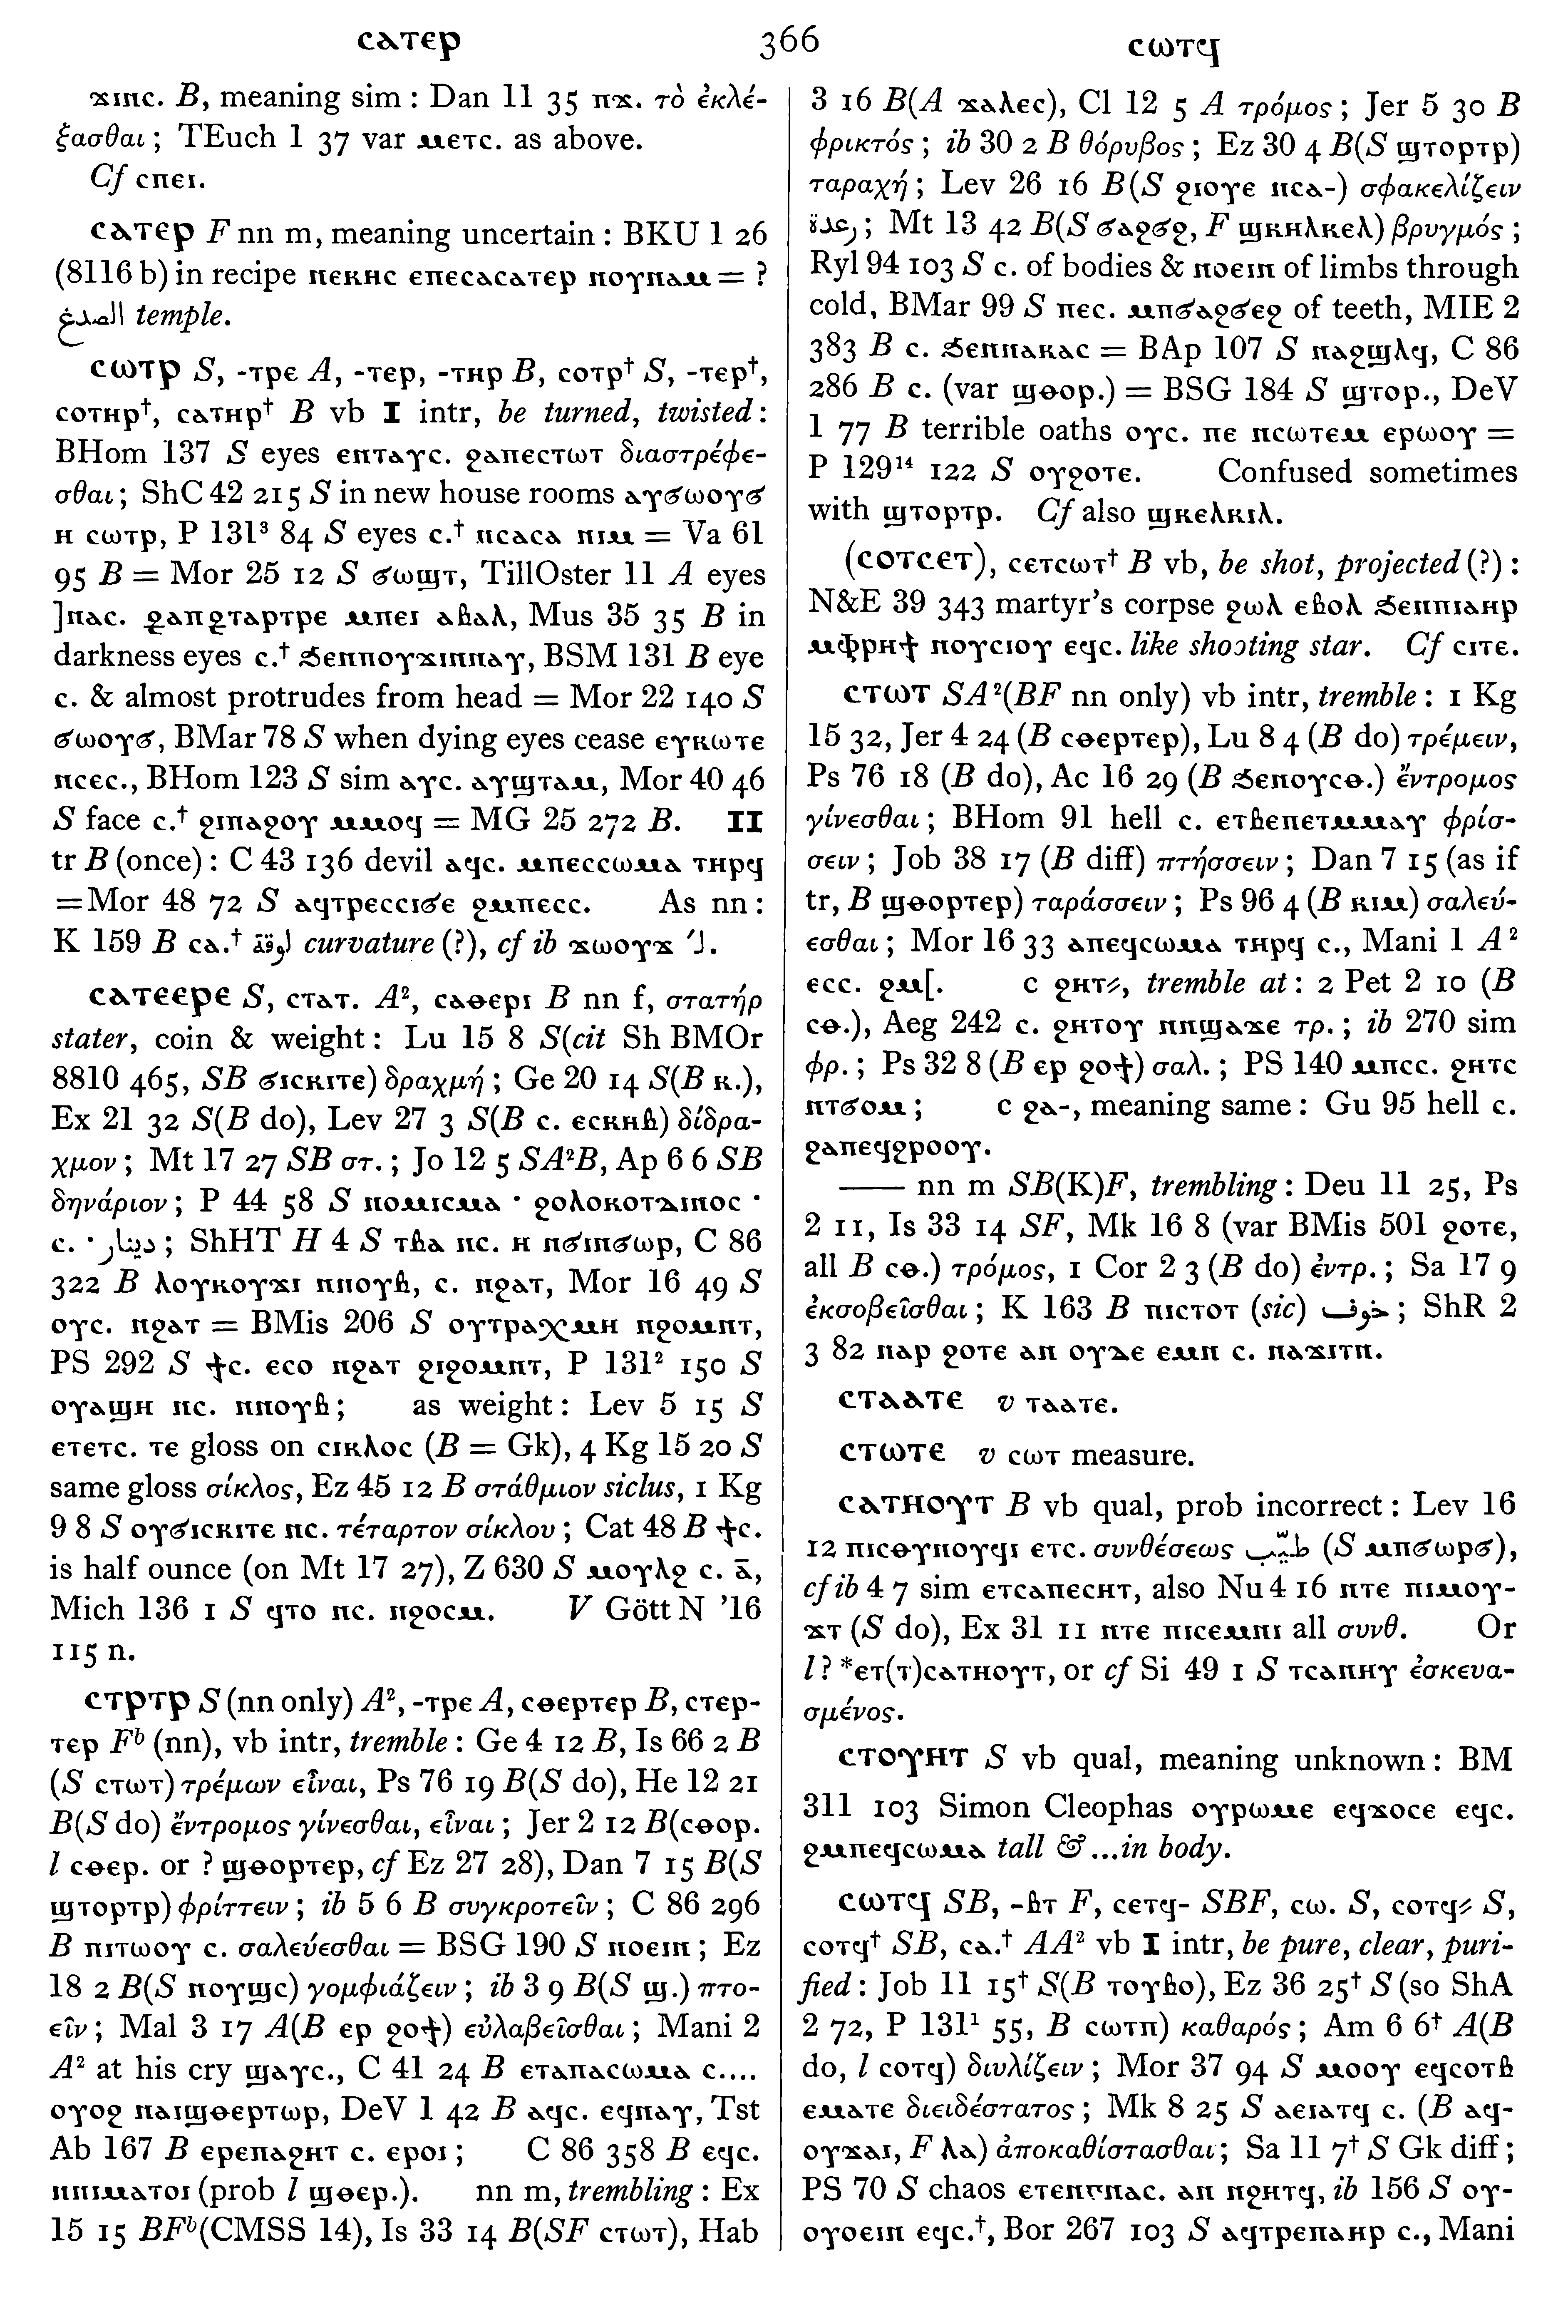 ⲥⲁⲧⲉⲣ 366 ⲥⲱⲧϥ
ϫⲓⲛⲥ. B, meaning sim : Dan 11 35 ⲡϫ. τὸ ἐκλέ-
ξασθαι ; TEuch 1 37 var ⲙⲉⲧⲥ. as above.
Cf ⲥⲡⲉⲓ.
ⲥⲁⲧⲉⲣ F nn m, meaning uncertain : BKU 1 26
(8116 b) in recipe ⲡⲉⲕⲏⲥ ⲉⲡⲉⲥⲁⲥⲁⲧⲉⲣ ⲛⲟⲩⲛⲁⲙ = ?
الصدغ temple.
ⲥⲱⲧⲣ S, -ⲧⲣⲉ A, -ⲧⲉⲣ, -ⲧⲏⲣ B, ⲥⲟⲧⲣ† S, -ⲧⲉⲣ†,
ⲥⲟⲧⲏⲣ†, ⲥⲁⲧⲏⲣ† B vb I intr, be turned, twisted :
BHom 137 S eyes ⲉⲛⲧⲁⲩⲥ. ϩⲁⲡⲉⲥⲧⲱⲧ διαστρέφε-
σθαι ; ShC 42 215 S in new house rooms ⲁⲩϭⲱⲟⲩϭ
ⲏ ⲥⲱⲧⲣ, P 131³ 84 S eyes c.† ⲛⲥⲁⲥⲁ ⲛⲓⲙ = Va 61
95 B = Mor 25 12 S ϭⲱϣⲧ, TillOster 11 A eyes
]ⲛⲁⲥ. ϩⲁⲡϩⲧⲁⲣⲧⲣⲉ ⲙⲡⲉⲓ ⲁⲃⲁⲗ, Mus 35 35 B in
darkness eyes c.† ϧⲉⲛⲡⲟⲩϫⲓⲛⲛⲁⲩ, BSM 131 B eye
c. & almost protrudes from head = Mor 22 140 S
ϭⲱⲟⲩϭ, BMar 78 S when dying eyes cease ⲉⲩⲕⲱⲧⲉ
ⲛⲥⲉⲥ., BHom 123 S sim ⲁⲩⲥ. ⲁⲩϣⲧⲁⲙ, Mor 40 46
S face c.† ϩⲓⲡⲁϩⲟⲩ ⲙⲙⲟϥ = MG 25 272 B. II
tr B (once) : C 43 136 devil ⲁϥⲥ. ⲙⲡⲉⲥⲥⲱⲙⲁ ⲧⲏⲣϥ
=Mor 48 72 S ⲁϥⲧⲣⲉⲥⲥⲓϭⲉ ϩⲙⲡⲉⲥⲥ. As nn :
K 159 B ⲥⲁ.† curvature (?), cf ib ϫⲱⲟⲩϫ ′ا.
ⲥⲁⲧⲉⲉⲣⲉ S, ⲥⲧⲁⲧ. A², ⲥⲁⲑⲉⲣⲓ B nn f, στατήρ
stater, coin & weight : Lu 15 8 S(cit Sh BMOr
8810 465, SB ϭⲓⲥⲕⲓⲧⲉ) δραχμή ; Ge 20 14 S(B ⲕ.),
Ex 21 32 S(B do), Lev 27 3 S(B c. ⲉⲥⲕⲏⲃ) δίδρα-
χμον ; Mt 17 27 SB στ. ; Jo 12 5 SA²B, Ap 6 6 SB
δηνάριον ; P 44 58 S ⲛⲟⲙⲓⲥⲙⲁ · ϩⲟⲗⲟⲕⲟⲧϫⲓⲛⲟⲥ ·
c. · دينار ; ShHT H 4 S ⲧⲃⲁ ⲛⲥ. ⲏ ⲛϭⲓⲛϭⲱⲣ, C 86
322 B ⲗⲟⲩⲕⲟⲩϫⲓ ⲛⲛⲟⲩⲃ, c. ⲛϩⲁⲧ, Mor 16 49 S
ⲟⲩⲥ. ⲛϩⲁⲧ = BMis 206 S ⲟⲩⲧⲣⲁⲭⲙⲏ ⲛϩⲟⲙⲛⲧ,
PS 292 S ϯⲥ. ⲉⲥⲟ ⲛϩⲁⲧ ϩⲓϩⲟⲙⲛⲧ, P 131² 150 S
ⲟⲩⲁϣⲏ ⲛⲥ. ⲛⲛⲟⲩⲃ ; as weight : Lev 5 15 S
ⲉⲧⲉⲧⲥ. ⲧⲉ gloss on ⲥⲓⲕⲗⲟⲥ (B = Gk), 4 Kg 15 20 S
same gloss σίκλος, Ez 45 12 B στάθμιον siclus, 1 Kg
9 8 S ⲟⲩϭⲓⲥⲕⲓⲧⲉ ⲛⲥ. τέταρτον σίκλου ; Cat 48 B ϯⲥ.
is half ounce (on Mt 17 27), Z 630 S ⲙⲟⲩⲗϩ c. ⲁ̄,
Mich 136 1 S ϥⲧⲟ ⲛⲥ. ⲛϩⲟⲥⲙ. V Gött N ’16
115 n.
ⲥⲧⲣⲧⲣ S (nn only) A², -ⲧⲣⲉ A, ⲥⲑⲉⲣⲧⲉⲣ B, ⲥⲧⲉⲣ-
ⲧⲉⲣ Fᵇ (nn), vb intr, tremble : Ge 4 12 B, Is 66 2 B
(S ⲥⲧⲱⲧ) τρέμων εἶναι, Ps 76 19 B(S do), He 12 21
B(S do) ἔντρομος γίνεσθαι, εἶναι ; Jer 2 12 B(ⲥⲑⲟⲣ.
l ⲥⲑⲉⲣ. or ? ϣⲑⲟⲣⲧⲉⲣ, cf Ez 27 28), Dan 7 15 B(S
ϣⲧⲟⲣⲧⲣ) φρίττειν ; ib 5 6 B συγκροτεῖν ; C 86 296
B ⲡⲓⲧⲱⲟⲩ c. σαλεύεσθαι = BSG 190 S ⲛⲟⲉⲓⲛ ; Ez
18 2 B(S ⲛⲟⲩϣⲥ) γομφιάζειν ; ib 3 9 B(S ϣ.) πτο-
εῖν ; Mal 3 17 A(B ⲉⲣ ϩⲟϯ) εὐλαβεῖσθαι ; Mani 2
A² at his cry ϣⲁⲩⲥ., C 41 24 B ⲉⲧⲁⲡⲁⲥⲱⲙⲁ c....
ⲟⲩⲟϩ ⲡⲁⲓϣⲑⲉⲣⲧⲱⲣ, DeV 1 42 B ⲁϥⲥ. ⲉϥⲛⲁⲩ, Tst
Ab 167 B ⲉⲣⲉⲡⲁϩⲏⲧ c. ⲉⲣⲟⲓ ; C 86 358 B ⲉϥⲥ.
ⲛⲛⲓⲙⲁⲧⲟⲓ (prob l ϣⲑⲉⲣ.). nn m, trembling : Ex
15 15 BFᵇ(CMSS 14), Is 33 14 B(SF ⲥⲧⲱⲧ), Hab
3 16 B(A ϫⲁⲗⲉⲥ), Cl 12 5 A τρόμος ; Jer 5 30 B
φρικτός ; ib 30 2 B θόρυβος ; Ez 30 4 B(S ϣⲧⲟⲣⲧⲣ)
ταραχή ; Lev 26 16 B(S ϩⲓⲟⲩⲉ ⲛⲥⲁ-) σφακελίζειν
رعدة ; Mt 13 42 B(S ϭⲁϩϭϩ, F ϣⲕⲏⲗⲕⲉⲗ) βρυγμός ;
Ryl 94 103 S c. of bodies & ⲛⲟⲉⲓⲛ of limbs through
cold, BMar 99 S ⲡⲉⲥ. ⲙⲡϭⲁϩϭⲉϩ of teeth, MIE 2
383 B c. ϧⲉⲛⲛⲁⲕⲁⲥ = BAp 107 S ⲛⲁϩϣⲗϥ, C 86
286 B c. (var ϣⲑⲟⲣ.) = BSG 184 S ϣⲧⲟⲣ., DeV
1 77 B terrible oaths ⲟⲩⲥ. ⲡⲉ ⲛⲥⲱⲧⲉⲙ ⲉⲣⲱⲟⲩ =
P 129¹⁴ 122 S ⲟⲩϩⲟⲧⲉ. Confused sometimes
with ϣⲧⲟⲣⲧⲣ. Cf also ϣⲕⲉⲗⲕⲓⲗ.
(ⲥⲟⲧⲥⲉⲧ), ⲥⲉⲧⲥⲱⲧ† B vb, be shot, projected (?) :
N&E 39 343 martyr’s corpse ϩⲱⲗ ⲉⲃⲟⲗ ϧⲉⲛⲡⲓⲁⲏⲣ
ⲙⲫⲣⲏϯ ⲛⲟⲩⲥⲓⲟⲩ ⲉϥⲥ. like shooting star. Cf ⲥⲓⲧⲉ.
ⲥⲧⲱⲧ SA²(BF nn only) vb intr, tremble : 1 Kg
15 32, Jer 4 24 (B ⲥⲑⲉⲣⲧⲉⲣ), Lu 8 4 (B do) τρέμειν,
Ps 76 18 (B do), Ac 16 29 (B ϧⲉⲛⲟⲩⲥⲑ.) ἔντρομος
γίνεσθαι ; BHom 91 hell c. ⲉⲧⲃⲉⲡⲉⲧⲙⲙⲁⲩ φρίσ-
σειν ; Job 38 17 (B diff) πτήσσειν ; Dan 7 15 (as if
tr, B ϣⲑⲟⲣⲧⲉⲣ) ταράσσειν ; Ps 96 4 (B ⲕⲓⲙ) σαλεύ-
εσθαι ; Mor 16 33 ⲁⲡⲉϥⲥⲱⲙⲁ ⲧⲏⲣϥ c., Mani 1 A²
ⲉⲥⲥ. ϩⲙ[. c ϩⲏⲧ⸗, tremble at : 2 Pet 2 10 (B
ⲥⲑ.), Aeg 242 c. ϩⲏⲧⲟⲩ ⲛⲛϣⲁϫⲉ τρ. ; ib 270 sim
φρ. ; Ps 32 8 (B ⲉⲣ ϩⲟϯ) σαλ. ; PS 140 ⲙⲡⲥⲥ. ϩⲏⲧⲥ
ⲛⲧϭⲟⲙ ; c ϩⲁ-, meaning same : Gu 95 hell c.
ϩⲁⲡⲉϥϩⲣⲟⲟⲩ.
—— nn m SB(K)F, trembling : Deu 11 25, Ps
2 11, Is 33 14 SF, Mk 16 8 (var BMis 501 ϩⲟⲧⲉ,
all B ⲥⲑ.) τρόμος, 1 Cor 2 3 (B do) ἐντρ. ; Sa 17 9
ἐκσοβεῖσθαι ; K 163 B ⲡⲓⲥⲧⲟⲧ (sic) خوف ; ShR 2
3 82 ⲛⲁⲣ ϩⲟⲧⲉ ⲁⲛ ⲟⲩⲇⲉ ⲉⲙⲛ c. ⲛⲁϫⲓⲧⲛ.
ⲥⲧⲁⲁⲧⲉ v ⲧⲁⲁⲧⲉ.
ⲥⲧⲱⲧⲉ v ⲥⲱⲧ measure.
ⲥⲁⲧⲏⲟⲩⲧ B vb qual, prob incorrect : Lev 16
12 ⲡⲓⲥⲑⲩⲛⲟⲩϥⲓ ⲉⲧⲥ. συνθέσεως (S ⲙⲡϭⲱⲣϭ),
cf ib 4 7 sim ⲉⲧⲥⲁⲡⲉⲥⲏⲧ, also Nu 4 16 ⲛⲧⲉ ⲡⲓⲙⲟⲩ-
ϫⲧ (S do), Ex 31 11 ⲛⲧⲉ ⲡⲓⲥⲉⲙⲛⲓ all συνθ. Or
l ? *ⲉⲧ(ⲧ)ⲥⲁⲧⲏⲟⲩⲧ, or cf Si 49 1 S ⲧⲥⲁⲛⲏⲩ ἐσκευα-
σμένος.
ⲥⲧⲟⲩⲏⲧ S vb qual, meaning unknown : BM
311 103 Simon Cleophas ⲟⲩⲣⲱⲙⲉ ⲉϥϫⲟⲥⲉ ⲉϥⲥ.
ϩⲙⲡⲉϥⲥⲱⲙⲁ tall & ...in body.
ⲥⲱⲧϥ SB, -ⲃⲧ F, ⲥⲉⲧϥ- SBF, ⲥⲱ. S, ⲥⲟⲧϥ⸗ S,
ⲥⲟⲧϥ† SB, ⲥⲁ.† AA² vb I intr, be pure, clear, puri-
fied : Job 11 15† S(B ⲧⲟⲩⲃⲟ), Ez 36 25† S (so ShA
2 72, P 131¹ 55, B ⲥⲱⲧⲡ) καθαρός ; Am 6 6† A(B
do, l ⲥⲟⲧϥ) διυλίζειν ; Mor 37 94 S ⲙⲟⲟⲩ ⲉϥⲥⲟⲧⲃ
ⲉⲙⲁⲧⲉ διειδέστατος ; Mk 8 25 S ⲁⲉⲓⲁⲧϥ c. (B ⲁϥ-
ⲟⲩϫⲁⲓ, F ⲗⲁ) ἀποκαθίστασθαι ; Sa 11 7† S Gk diff ;
PS 70 S chaos c. ⲁⲛ ⲛϩⲏⲧϥ, ib 156 S ⲟⲩ-
ⲟⲩⲟⲉⲓⲛ ⲉϥⲥ.†, Bor 267 103 S ⲁϥⲧⲣⲉⲡⲁⲏⲣ c., Mani